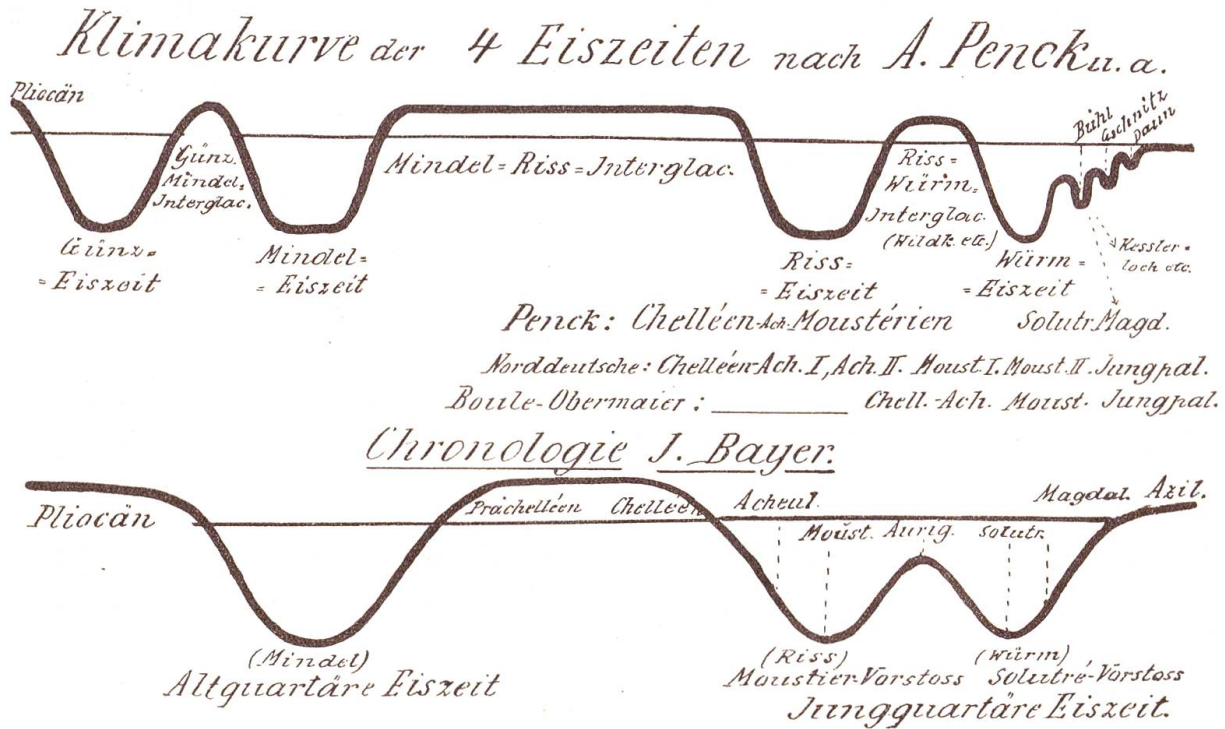 Klimakurve der 4 Eiszeiten nach A. Penck u. a.
Pliocän
Bühl
Gschnitz
Daun
Günz-
Mindel-
Interglac.
Mindel=Riss=Interglac.
Riss=
Würm=
Interglac.
(Wildk. etc.)
Günz=
=Eiszeit
Mindel=
=Eiszeit
Riss=
=Eiszeit
Würm=
=Eiszeit
Kessler=
loch etc.
Penck: Chelléen-Ach.-Moustérien Solutr. Magd.
Norddeutsche: Chelléen-Ach. I, Ach. II. Moust. I. Moust. II. Jungpal.
Boule-Obermaier: Chell.-Ach. Moust. Jungpal.
Chronologie J. Bayer.
Pliocän
Prächelléen
Chelléen
Acheul.
Moust.
Aurig.
Solutr.
Magdal.
Azil.
(Mindel)
Altquartäre Eiszeit
(Riss)
Moustier-Vorstoss
(Würm)
Solutré-Vorstoss
Jungquartäre Eiszeit.